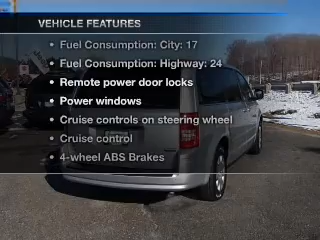 VEHICLE FEATURES
• Fuel Consumption: City: 17
• Fuel Consumption: Highway: 24
• Remote power door locks
• Power windows
• Cruise controls on steering wheel
• Cruise control
• 4-wheel ABS Brakes